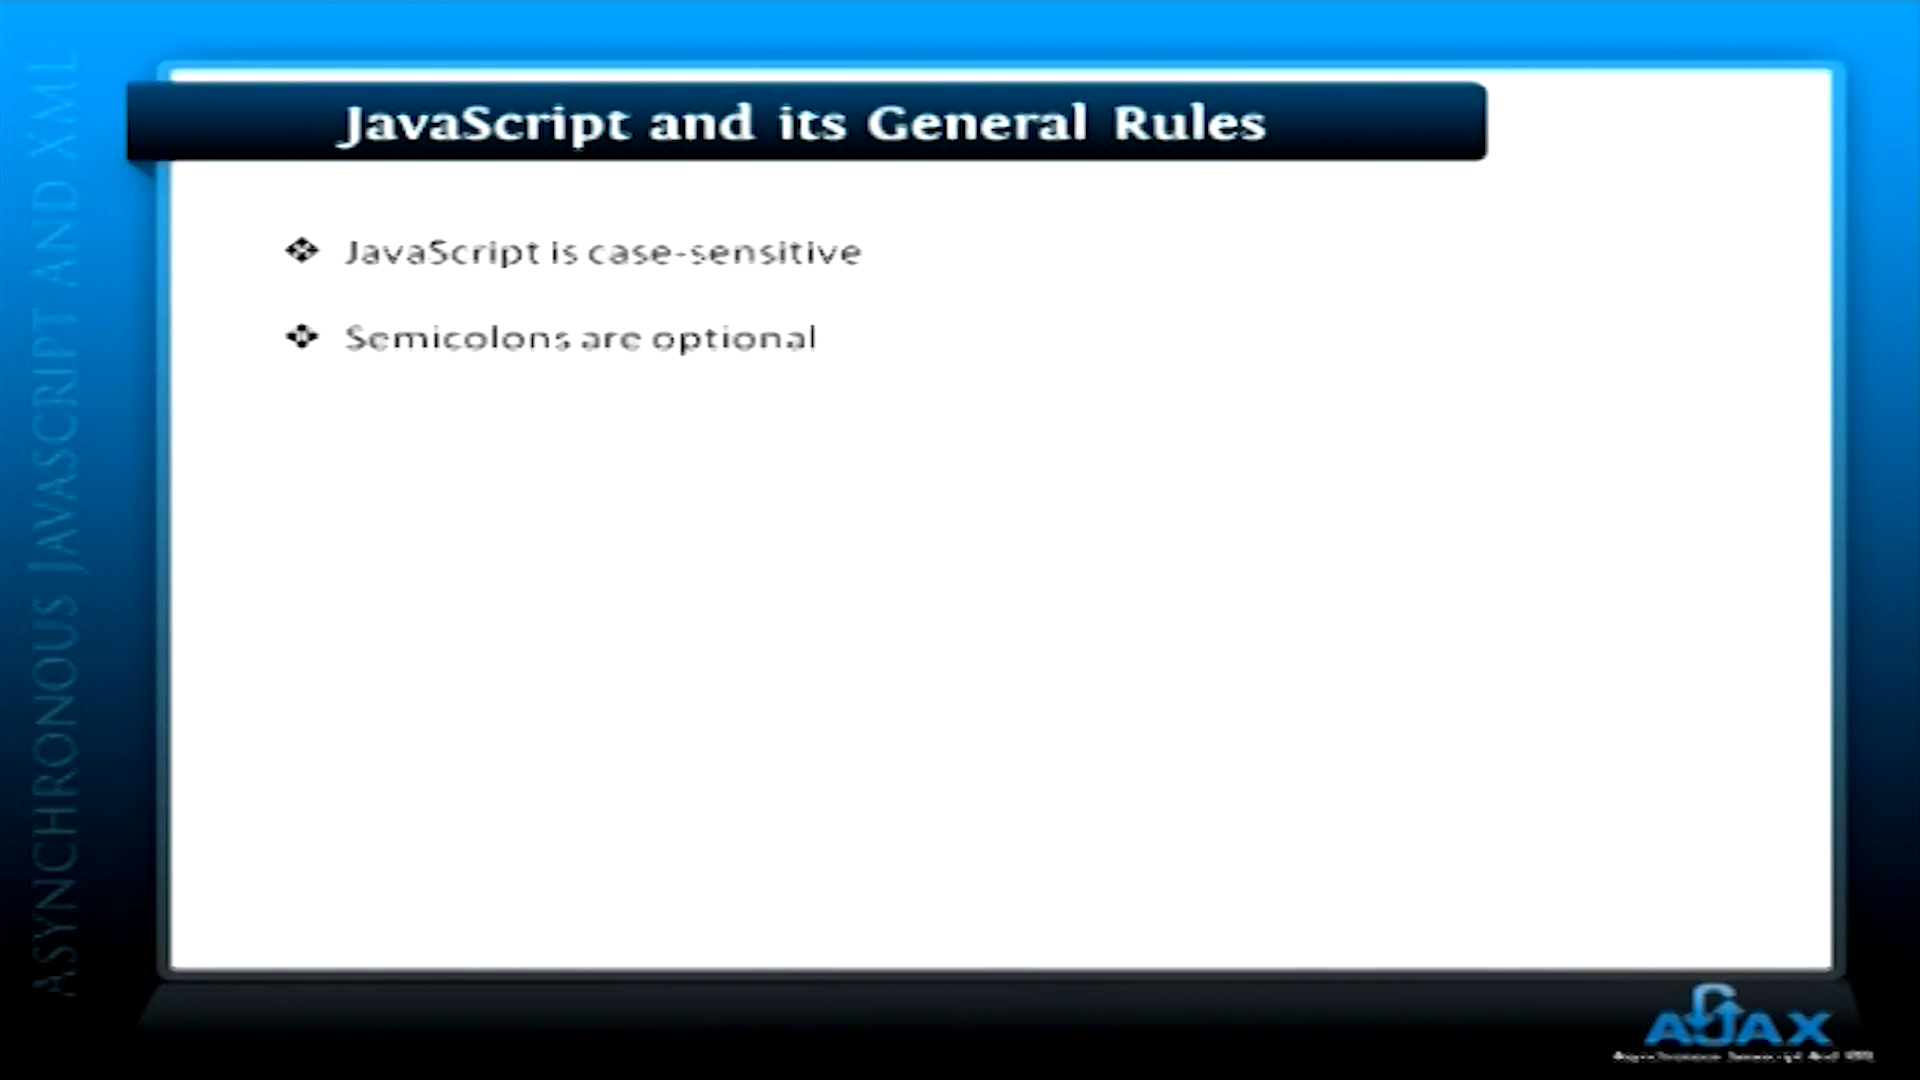 JavaScript and its General Rules
JavaScript is case-sensitive
Semicolons are optional
ASYNCHRONOUS JAVASCRIPT AND XML
AJAX